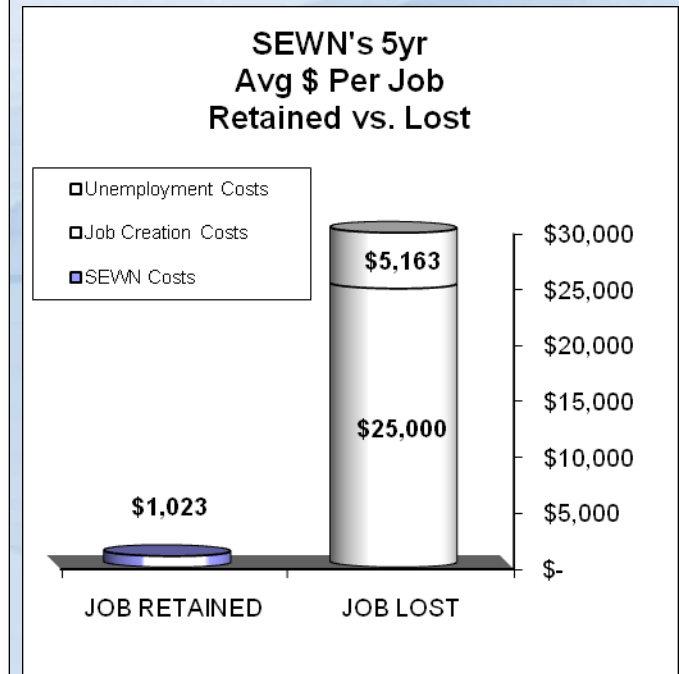 SEWN's 5yr
Avg $ Per Job
Retained vs. Lost
Unemployment Costs
Job Creation Costs
SEWN Costs
$5,163
$25,000
$1,023
$30,000
$25,000
$20,000
$15,000
$10,000
$5,000
$-
JOB RETAINED
JOB LOST